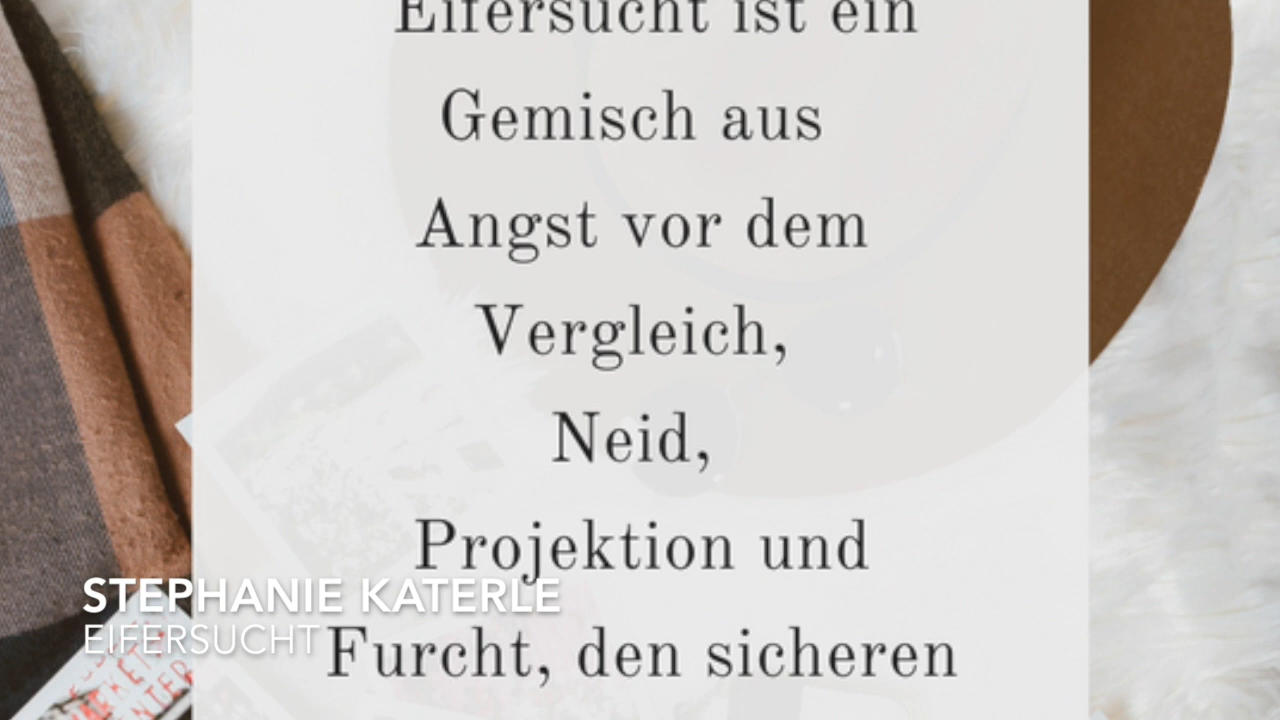 Eifersucht ist ein
Gemisch aus
Angst vor dem
Vergleich,
Neid,
Projektion und
Furcht, den sicheren
STEPHANIE KATERLE
EIFERSUCHT